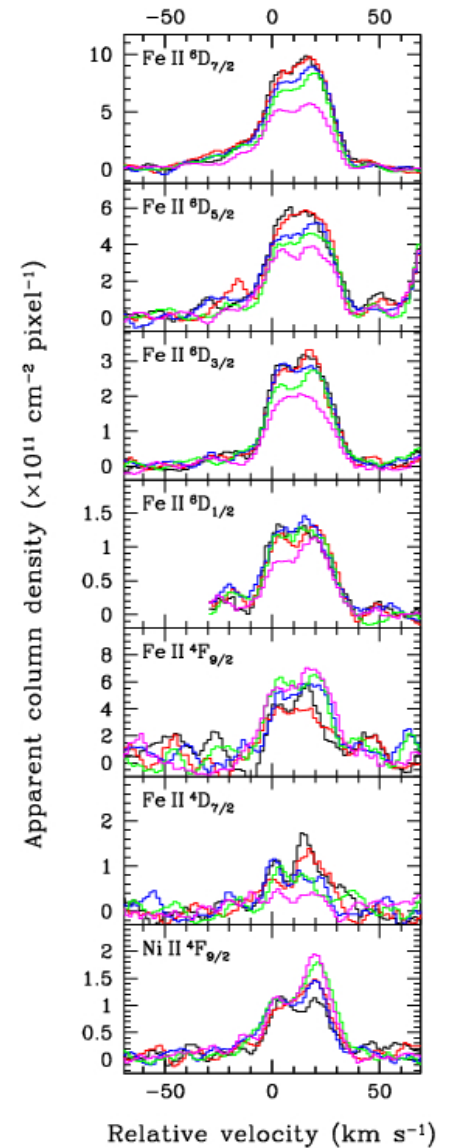 −50 0 50
Fe II ⁶D₇/₂
10
5
0
Fe II ⁶D₅/₂
6
4
2
0
Fe II ⁶D₃/₂
3
2
1
0
Fe II ⁶D₁/₂
1.5
1
0.5
0
Fe II ⁴F₉/₂
8
6
4
2
0
Fe II ⁴D₇/₂
2
1
0
Ni II ⁴F₉/₂
2
1.5
1
0.5
0
−50 0 50
Relative velocity (km s⁻¹)
Apparent column density (×10¹¹ cm⁻² pixel⁻¹)